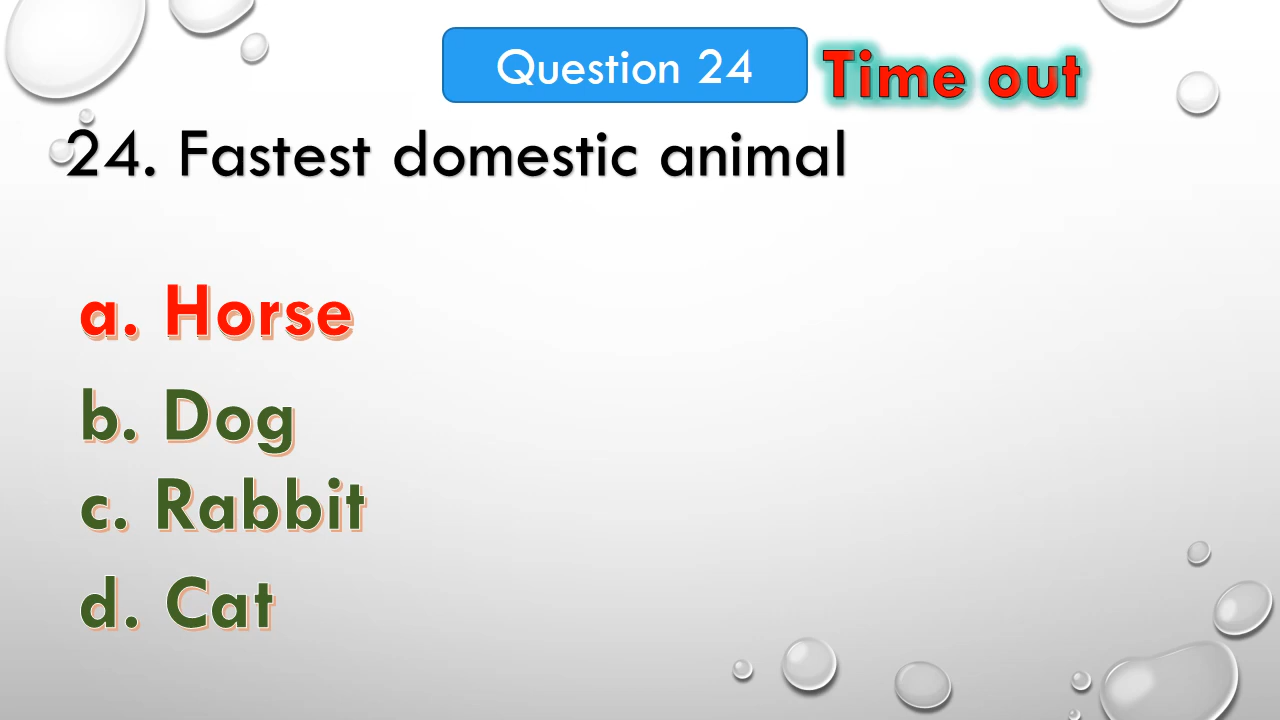 Question 24
Time out
24. Fastest domestic animal
a. Horse
b. Dog
c. Rabbit
d. Cat